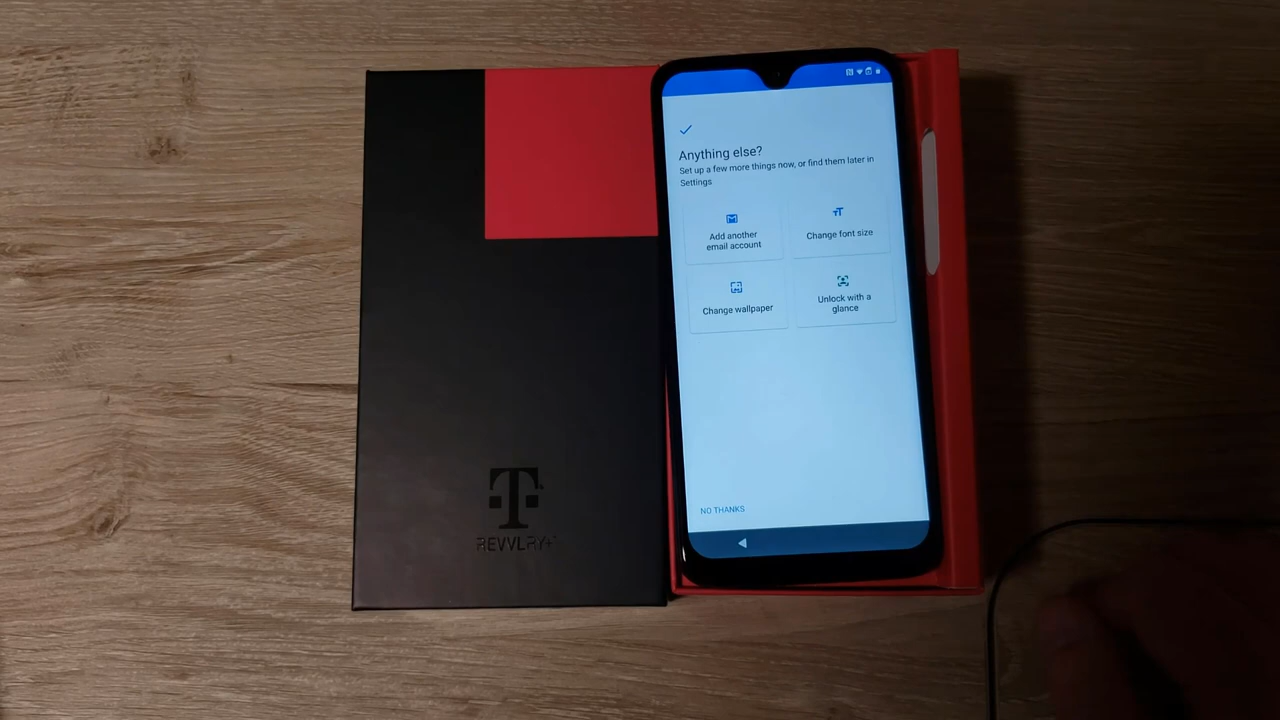 Anything else?
Set up a few more things now, or find them later in
Settings
Add another
email account
Change font size
Change wallpaper
Unlock with a
glance
NO THANKS
T
REVVLRY+